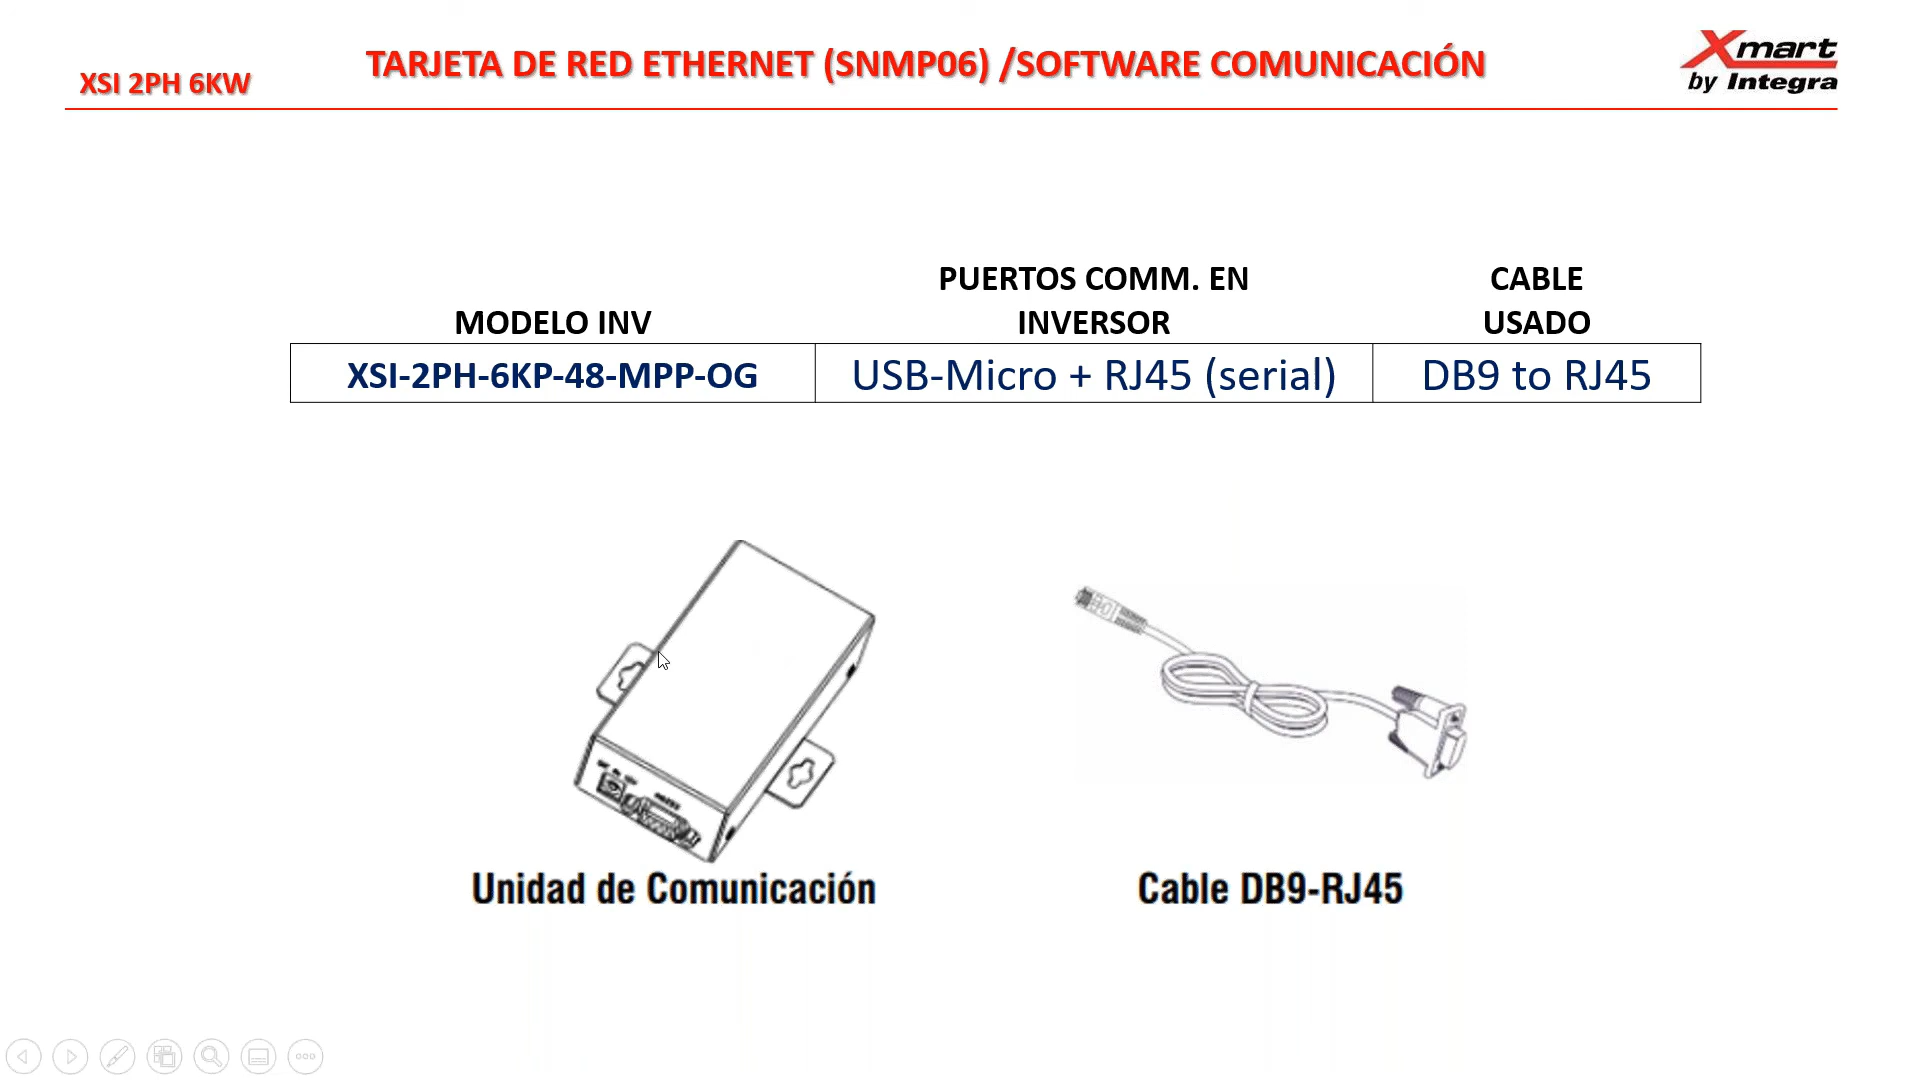 XSI 2PH 6KW
TARJETA DE RED ETHERNET (SNMP06) /SOFTWARE COMUNICACIÓN
Xmart
by Integra
MODELO INV
PUERTOS COMM. EN
INVERSOR
CABLE
USADO
XSI-2PH-6KP-48-MPP-OG
USB-Micro + RJ45 (serial)
DB9 to RJ45
Unidad de Comunicación
Cable DB9-RJ45